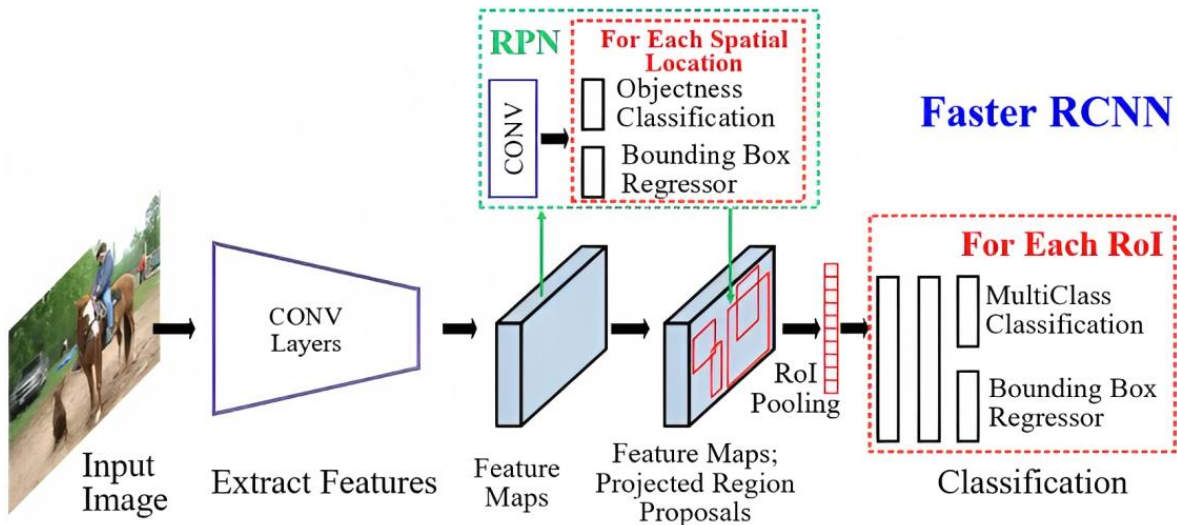 RPN
For Each Spatial
Location
CONV
Objectness
Classification
Bounding Box
Regressor
Faster RCNN
CONV
Layers
For Each RoI
MultiClass
Classification
Bounding Box
Regressor
RoI
Pooling
Input
Image
Extract Features
Feature
Maps
Feature Maps;
Projected Region
Proposals
Classification